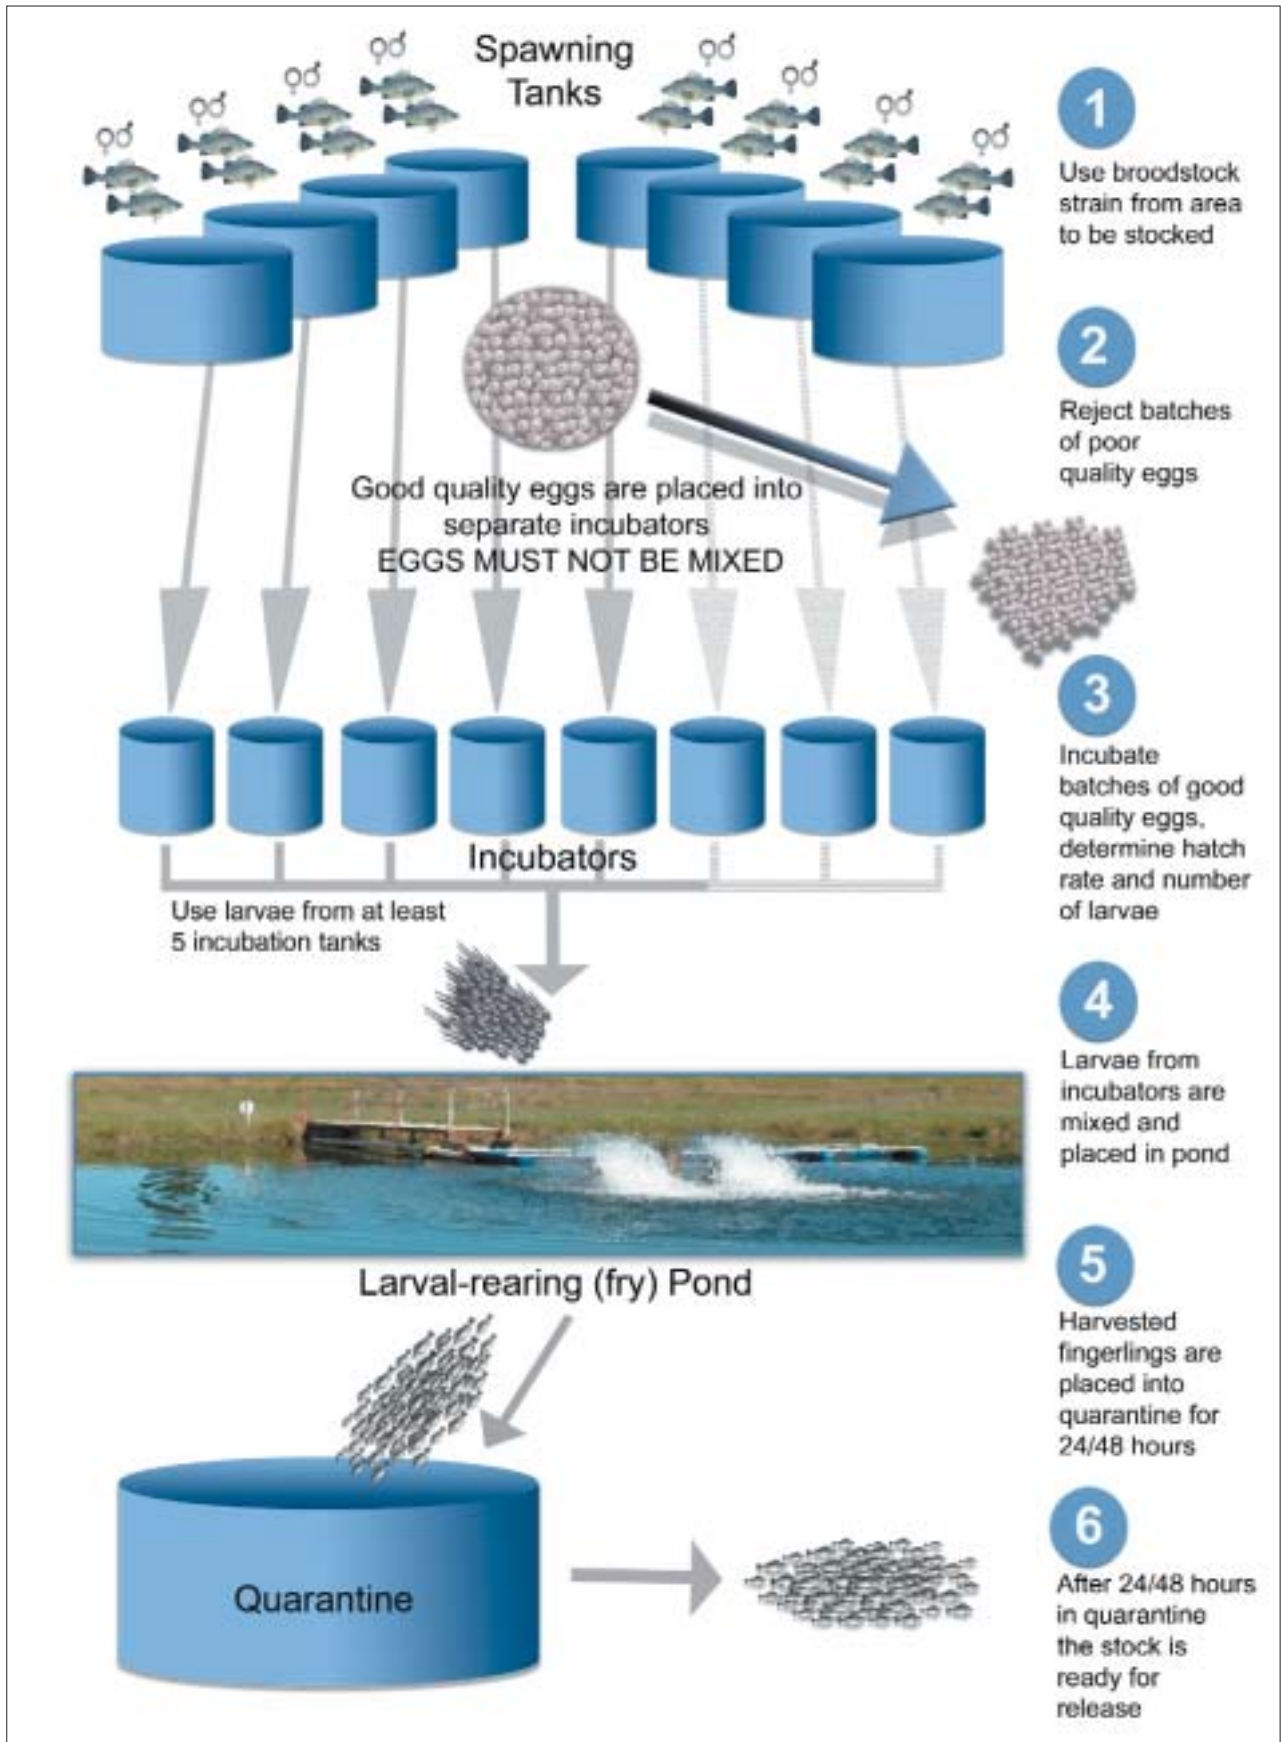 Spawning
Tanks
1
Use broodstock
strain from area
to be stocked
2
Reject batches
of poor
quality eggs
Good quality eggs are placed into
separate incubators
EGGS MUST NOT BE MIXED
3
Incubate
batches of good
quality eggs,
determine hatch
rate and number
of larvae
Incubators
Use larvae from at least
5 incubation tanks
4
Larvae from
incubators are
mixed and
placed in pond
Larval-rearing (fry) Pond
5
Harvested
fingerlings are
placed into
quarantine for
24/48 hours
Quarantine
6
After 24/48 hours
in quarantine
the stock is
ready for
release